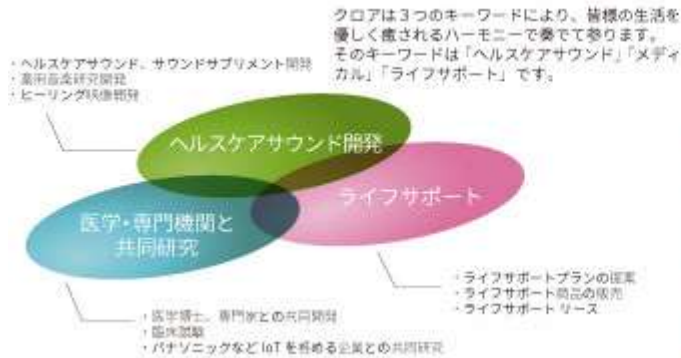 クロアは3つのキーワードにより、皆様の生活を
優しく癒されるハーモニーで奏でて参ります。
そのキーワードは「ヘルスケアサウンド」「メディ
カル」「ライフサポート」です。
・ヘルスケアサウンド、サウンドサプリメント開発
・薬用音楽研究開発
・ヒーリング映像開発
ヘルスケアサウンド開発
ライフサポート
医学・専門機関と
共同研究
・ライフサポートプランの提案
・ライフサポート商品の販売
・ライフサポート リース
・医学博士、専門家との共同開発
・臨床試験
・パナソニックなど IoT を務める企業との共同研究